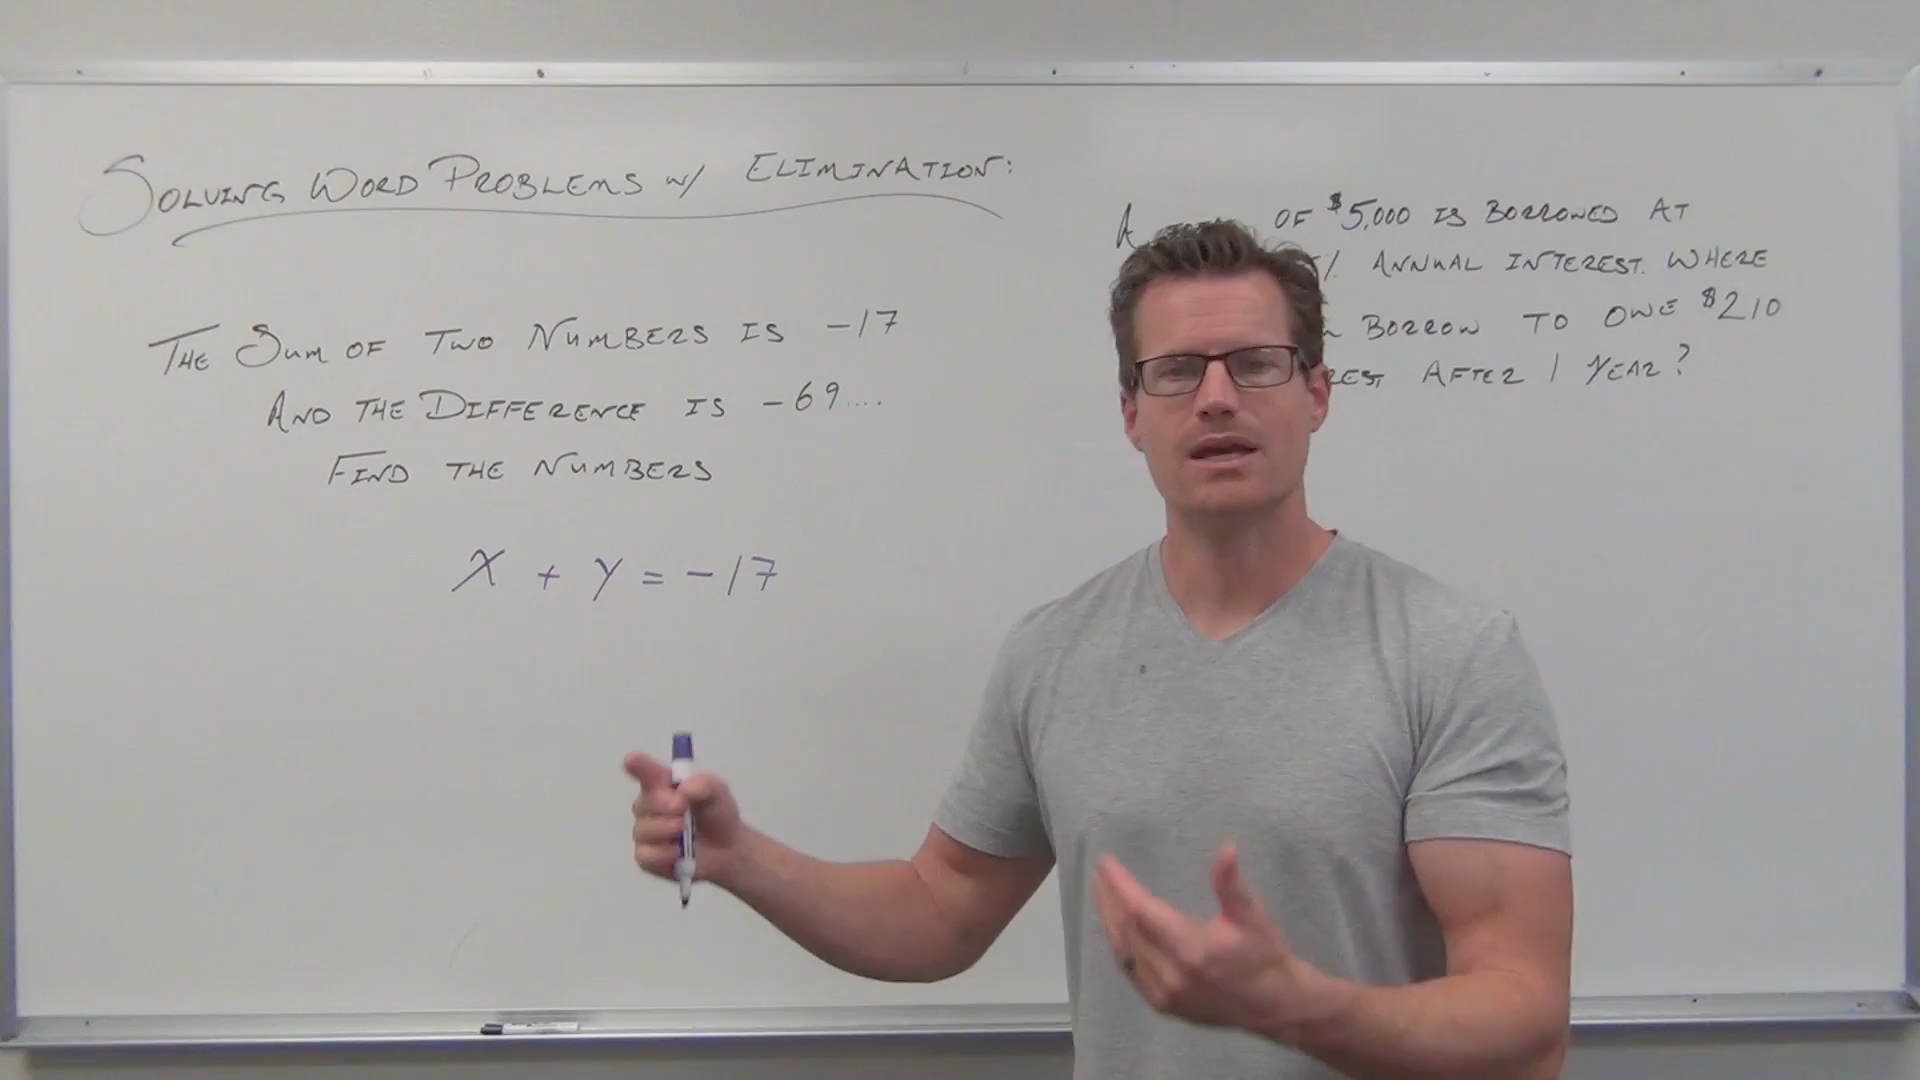 SOLVING WORD PROBLEMS W/ ELIMINATION:
THE SUM OF TWO NUMBERS IS -17
AND THE DIFFERENCE IS -69....
FIND THE NUMBERS
X + Y = -17
A OF $5,000 IS BORROWED AT
% ANNUAL INTEREST. WHERE
BORROW TO OWE $210
AFTER 1 YEAR?